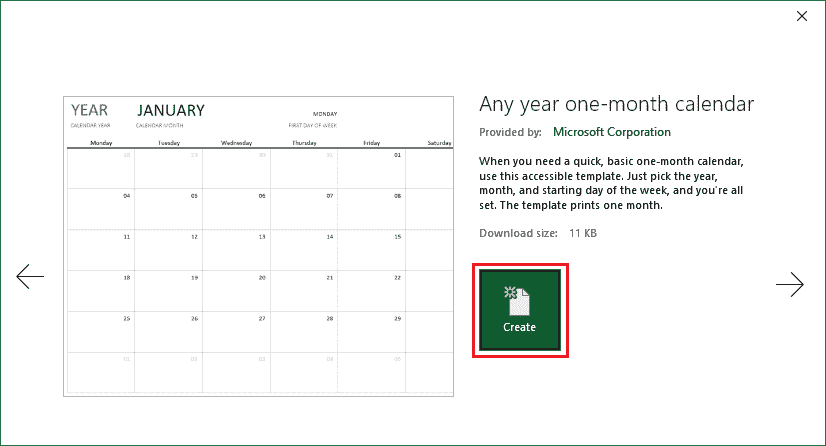 YEAR JANUARY MONDAY
CALENDAR YEAR CALENDAR MONTH FIRST DAY OF WEEK
Monday Tuesday Wednesday Thursday Friday Saturday
28 29 30 31 01
04 05 06 07 08
11 12 13 14 15
18 19 20 21 22
25 26 27 28 29
01 02 03 04 05
Any year one-month calendar
Provided by: Microsoft Corporation
When you need a quick, basic one-month calendar,
use this accessible template. Just pick the year,
month, and starting day of the week, and you're all
set. The template prints one month.
Download size: 11 KB
Create